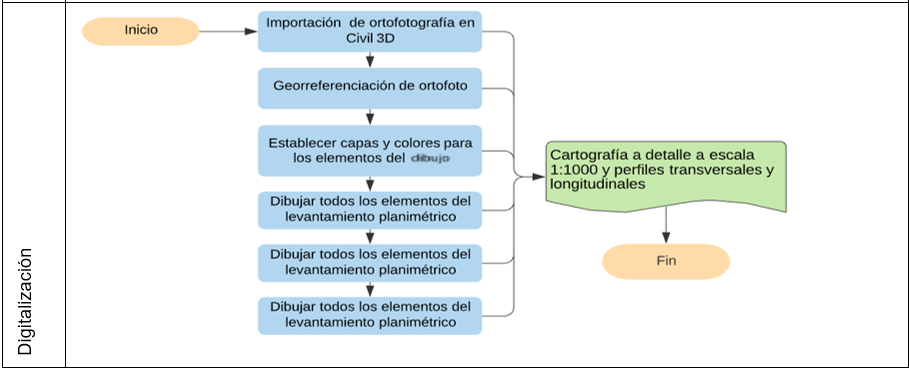 Inicio
Importación de ortofotografía en
Civil 3D
Georreferenciación de ortofoto
Establecer capas y colores para
los elementos del dibujo
Dibujar todos los elementos del
levantamiento planimétrico
Dibujar todos los elementos del
levantamiento planimétrico
Dibujar todos los elementos del
levantamiento planimétrico
Cartografía a detalle a escala
1:1000 y perfiles transversales y
longitudinales
Fin
Digitalización